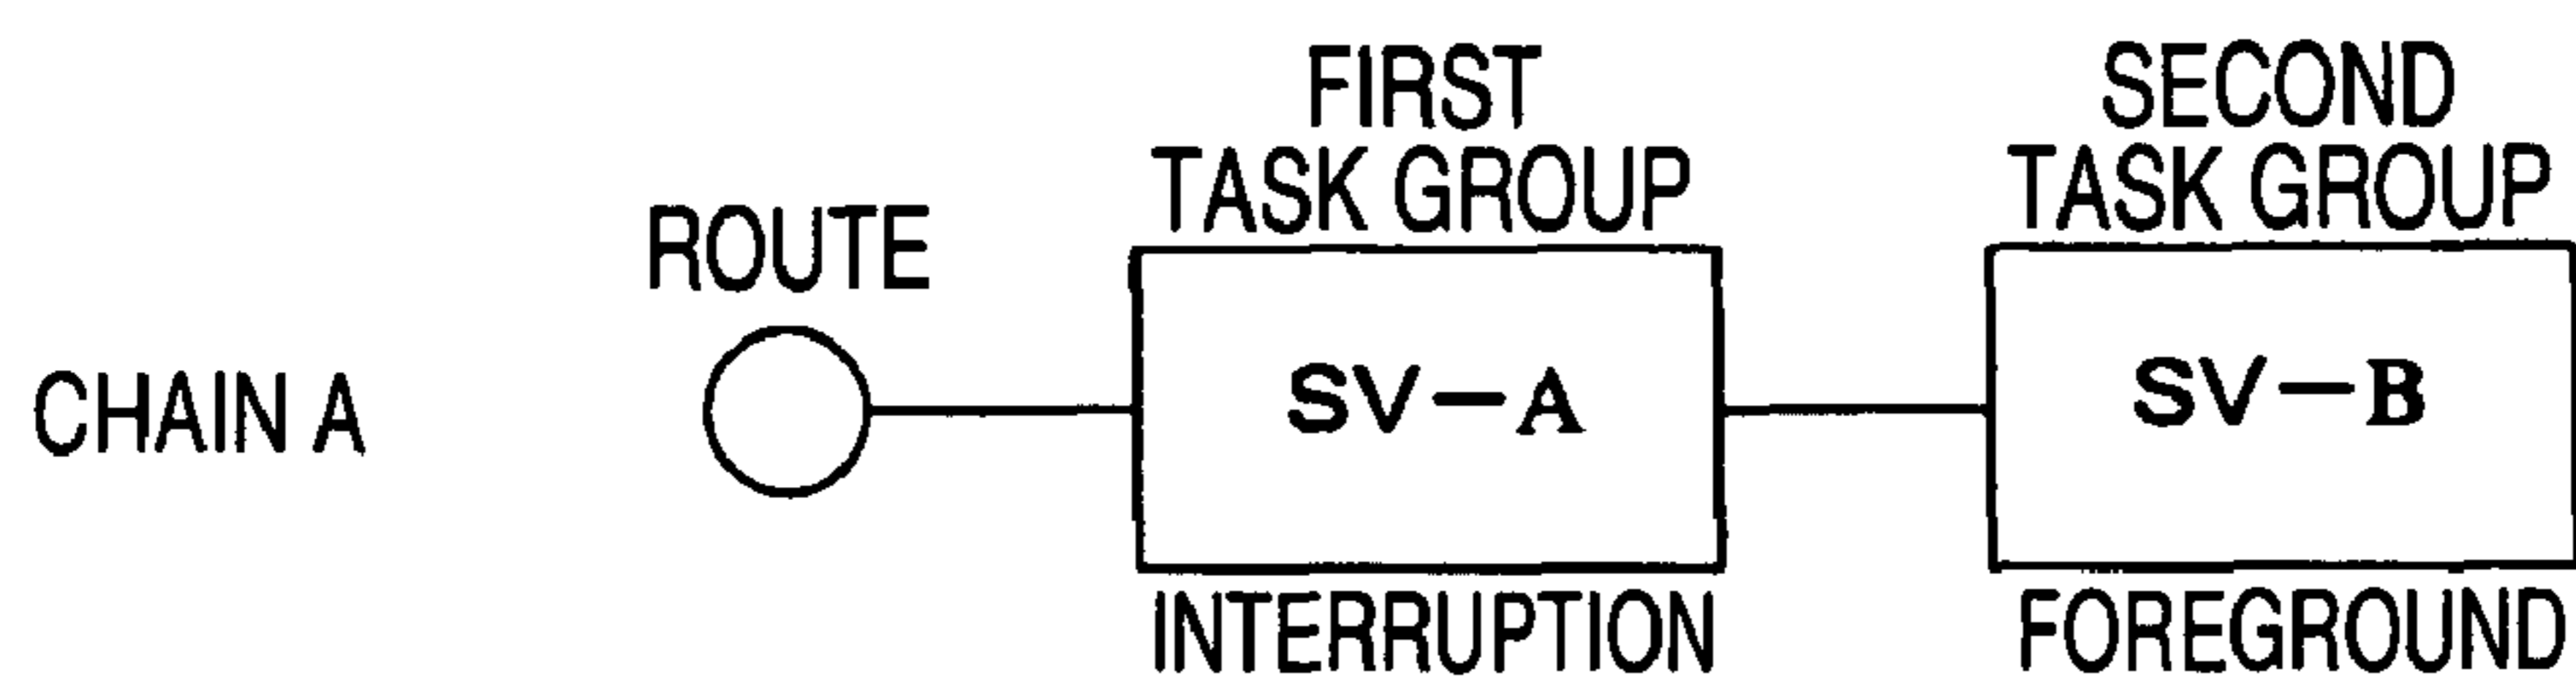 CHAIN A
ROUTE
FIRST
TASK GROUP
SV-A
INTERRUPTION
SECOND
TASK GROUP
SV-B
FOREGROUND